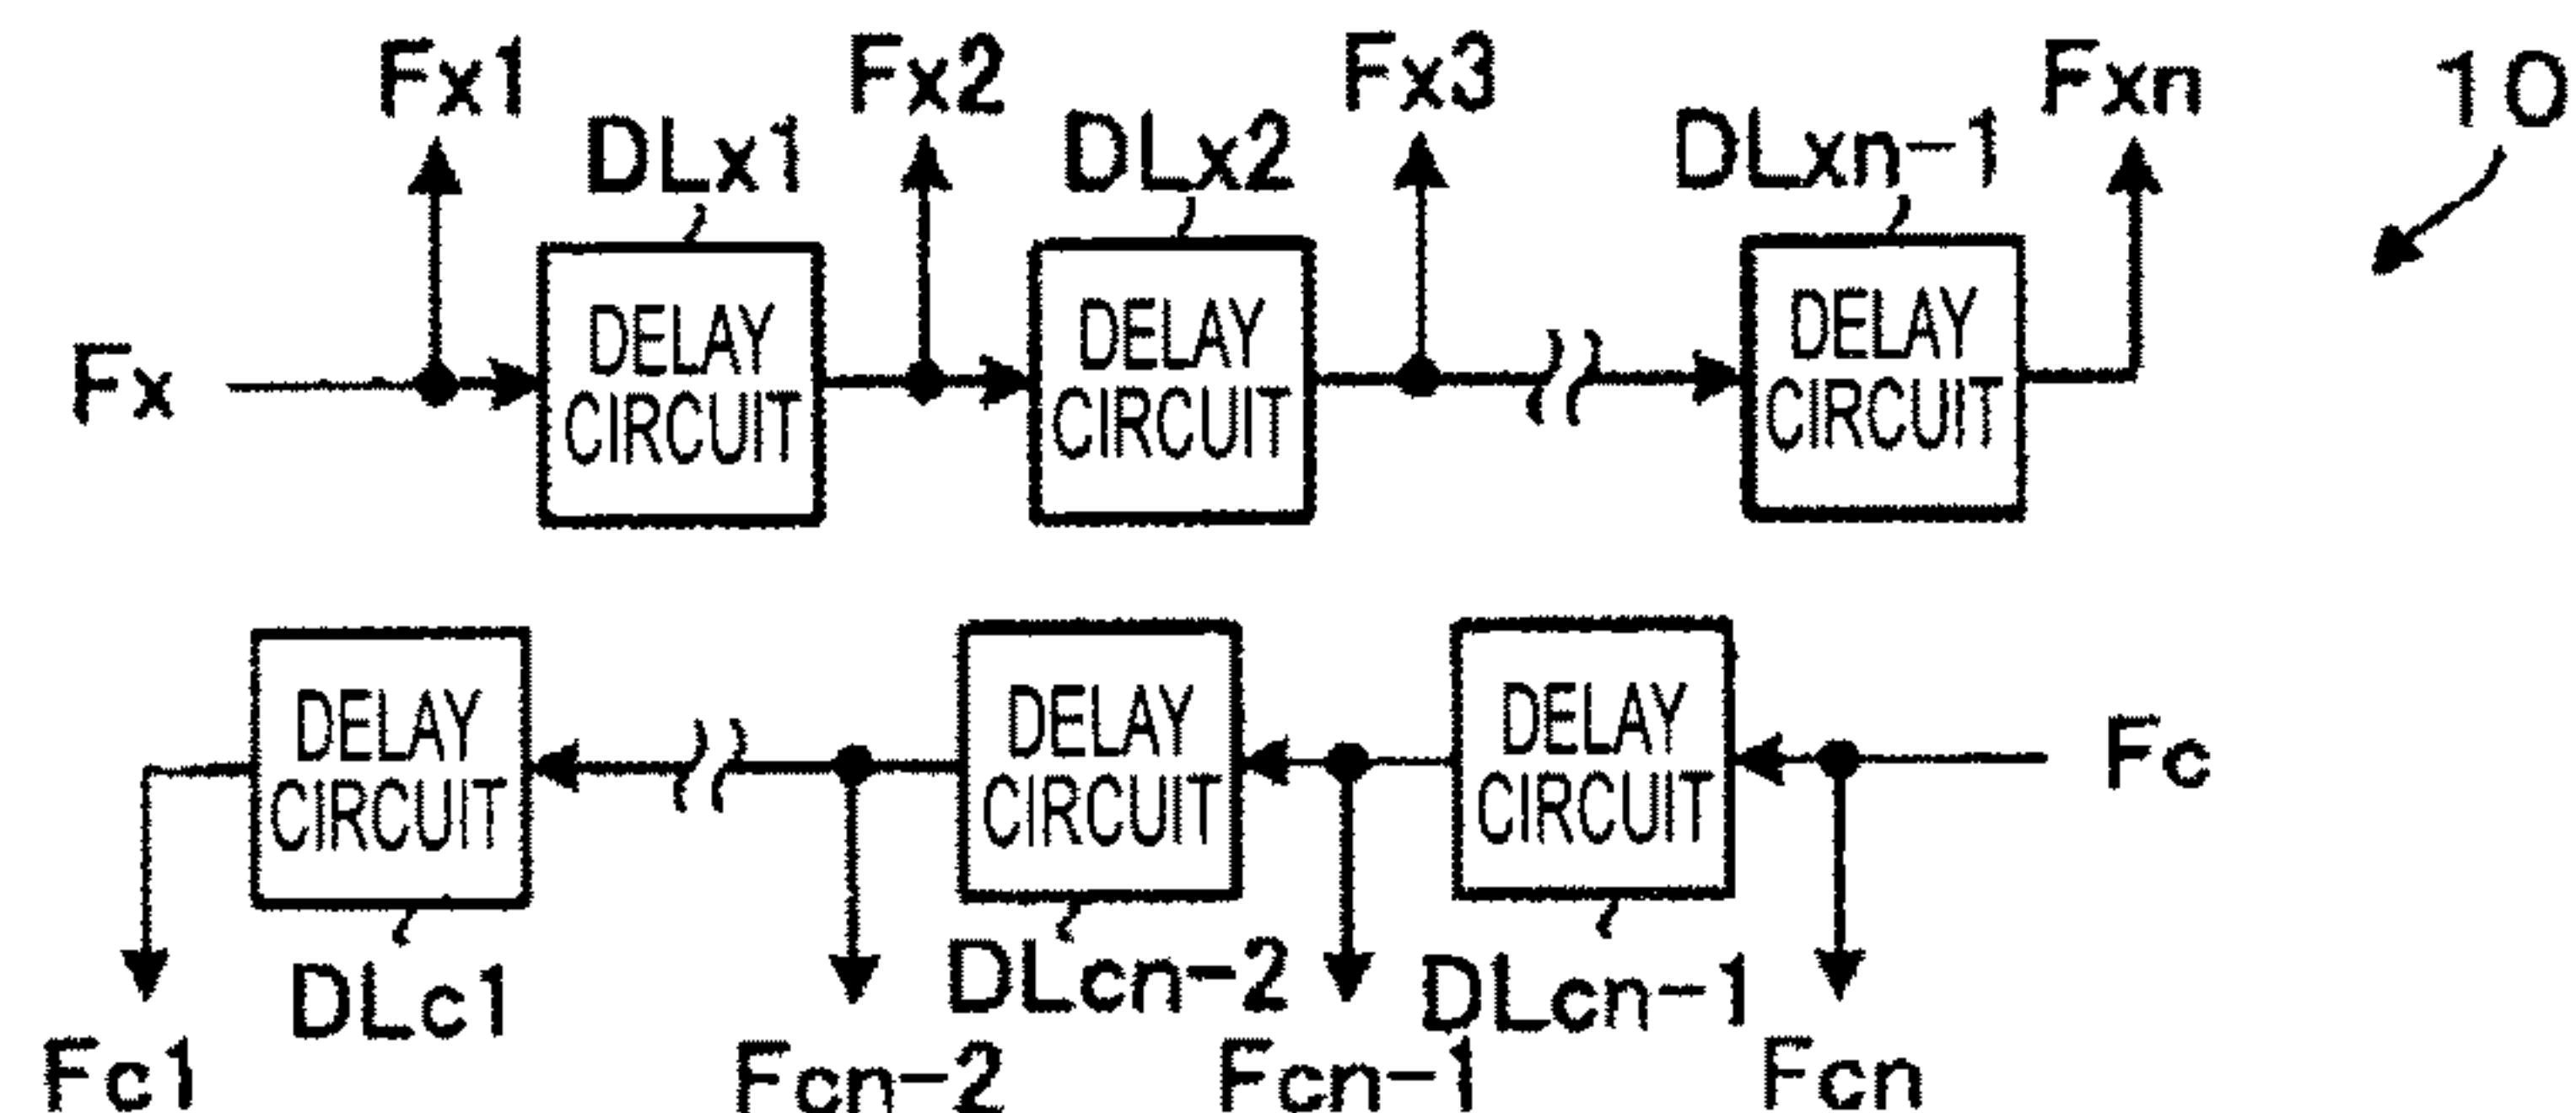 Fx1
Fx2
Fx3
Fxn
10
DLx1
DLx2
DLxn-1
Fx
DELAY
CIRCUIT
DELAY
CIRCUIT
DELAY
CIRCUIT
DELAY
CIRCUIT
DELAY
CIRCUIT
DELAY
CIRCUIT
Fc
DLc1
DLcn-2
DLcn-1
Fc1
Fcn-2
Fcn-1
Fcn